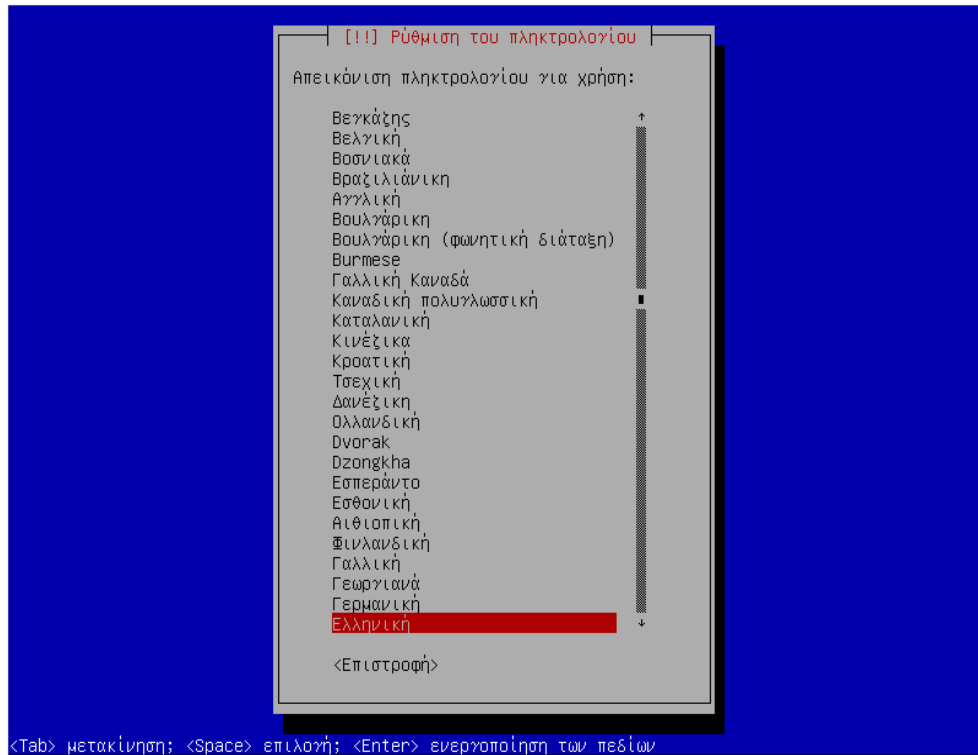 [!!] Ρύθμιση του πληκτρολογίου
Απεικόνιση πληκτρολογίου για χρήση:
Βεγκάζης
Βελγική
Βοσνιακά
Βραζιλιάνικη
Αγγλική
Βουλγάρικη
Βουλγάρικη (φωνητική διάταξη)
Burmese
Γαλλική Καναδά
Καναδική πολυγλωσσική
Καταλανική
Κινέζικα
Κροατική
Τσεχική
Δανέζικη
Ολλανδική
Dvorak
Dzongkha
Εσπεράντο
Εσθονική
Αιθιοπική
Φινλανδική
Γαλλική
Γεωργιανά
Γερμανική
Ελληνική
<Επιστροφή>
<Tab> μετακίνηση; <Space> επιλογή; <Enter> ενεργοποίηση των πεδίων